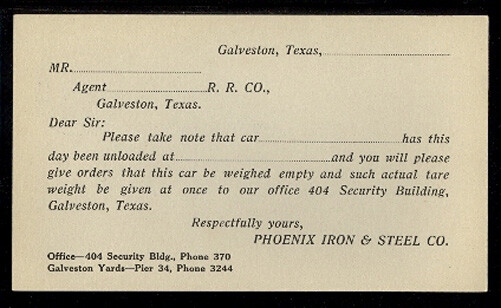 Galveston, Texas,
MR.
Agent R. R. CO.,
Galveston, Texas.
Dear Sir:
Please take note that car has this
day been unloaded at and you will please
give orders that this car be weighed empty and such actual tare
weight be given at once to our office 404 Security Building,
Galveston, Texas.
Respectfully yours,
PHOENIX IRON & STEEL CO.
Office—404 Security Bldg., Phone 370
Galveston Yards—Pier 34, Phone 3244